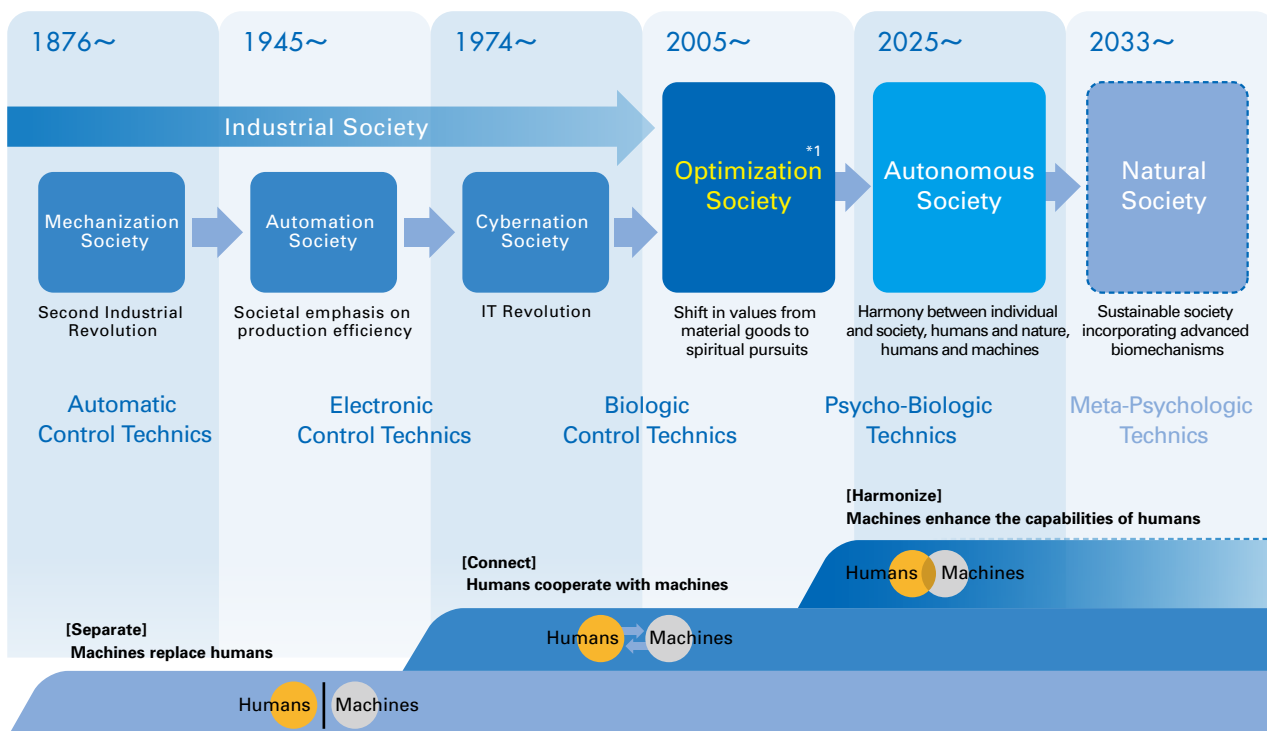 1876～
1945～
1974～
2005～
2025～
2033～
Industrial Society
Mechanization
Society
Automation
Society
Cybernation
Society
*1
Optimization
Society
Autonomous
Society
Natural
Society
Second Industrial
Revolution
Societal emphasis on
production efficiency
IT Revolution
Shift in values from
material goods to
spiritual pursuits
Harmony between individual
and society, humans and nature,
humans and machines
Sustainable society
incorporating advanced
biomechanisms
Automatic
Control Technics
Electronic
Control Technics
Biologic
Control Technics
Psycho-Biologic
Technics
Meta-Psychologic
Technics
[Harmonize]
Machines enhance the capabilities of humans
Humans Machines
[Connect]
Humans cooperate with machines
Humans Machines
[Separate]
Machines replace humans
Humans Machines